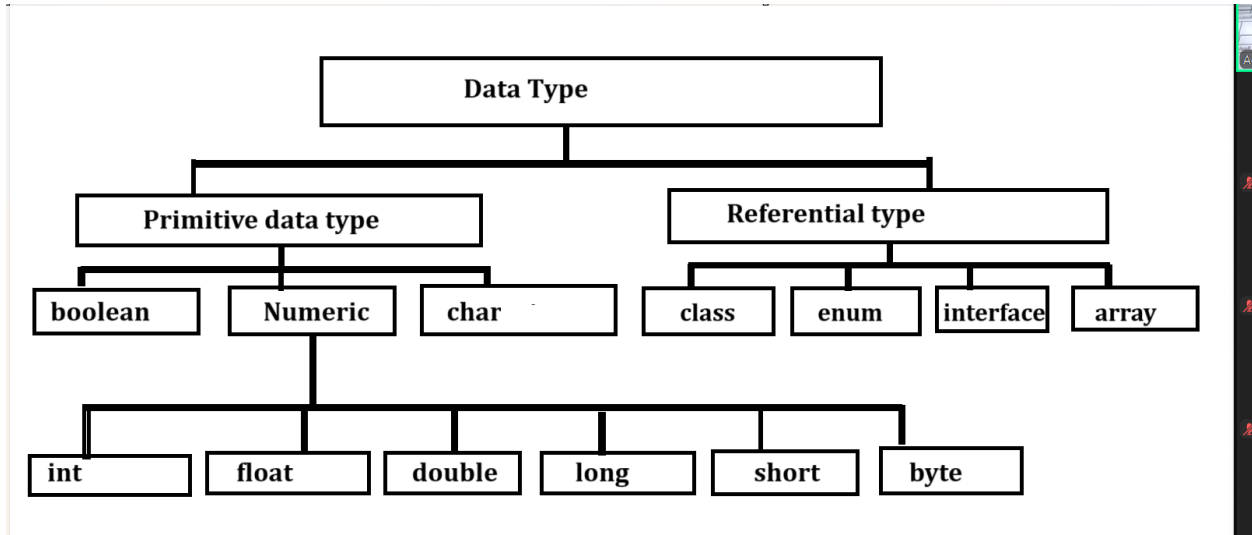 Data Type
Primitive data type
Referential type
boolean
Numeric
char
class
enum
interface
array
int
float
double
long
short
byte
A